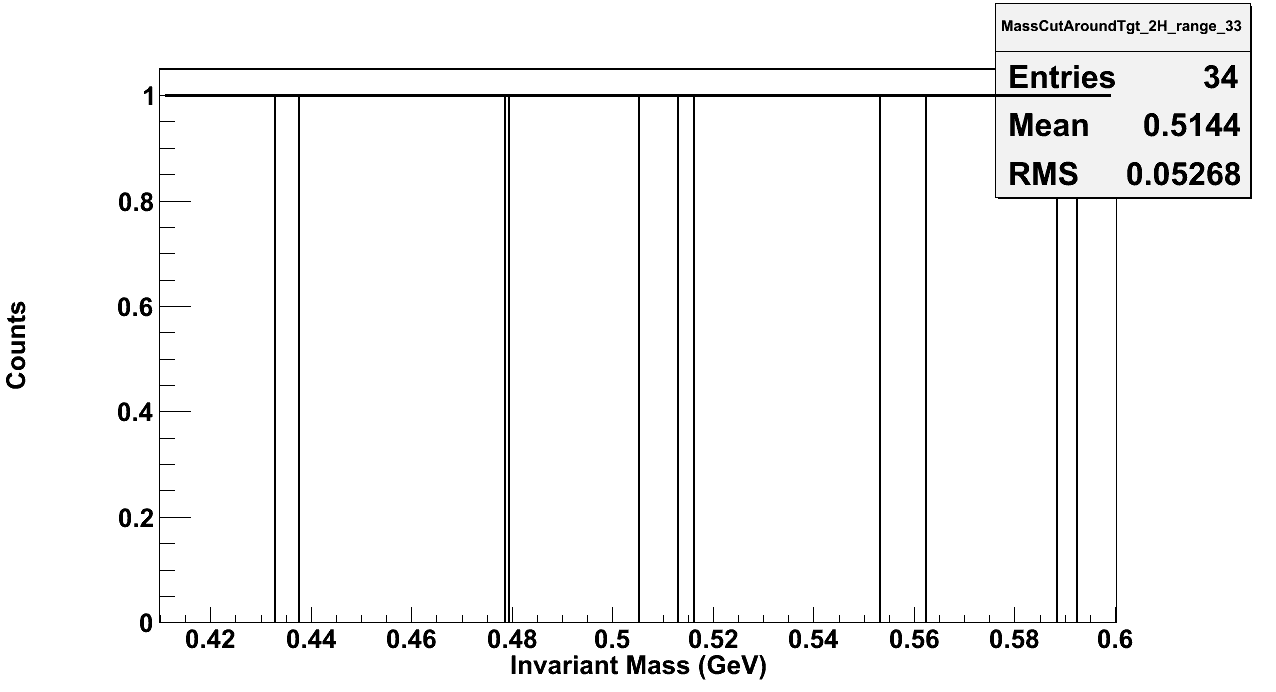 MassCutAroundTgt_2H_range_33
Entries 34
Mean 0.5144
RMS 0.05268
1
0.8
0.6
0.4
0.2
0
Counts
0.42 0.44 0.46 0.48 0.5 0.52 0.54 0.56 0.58 0.6
Invariant Mass (GeV)